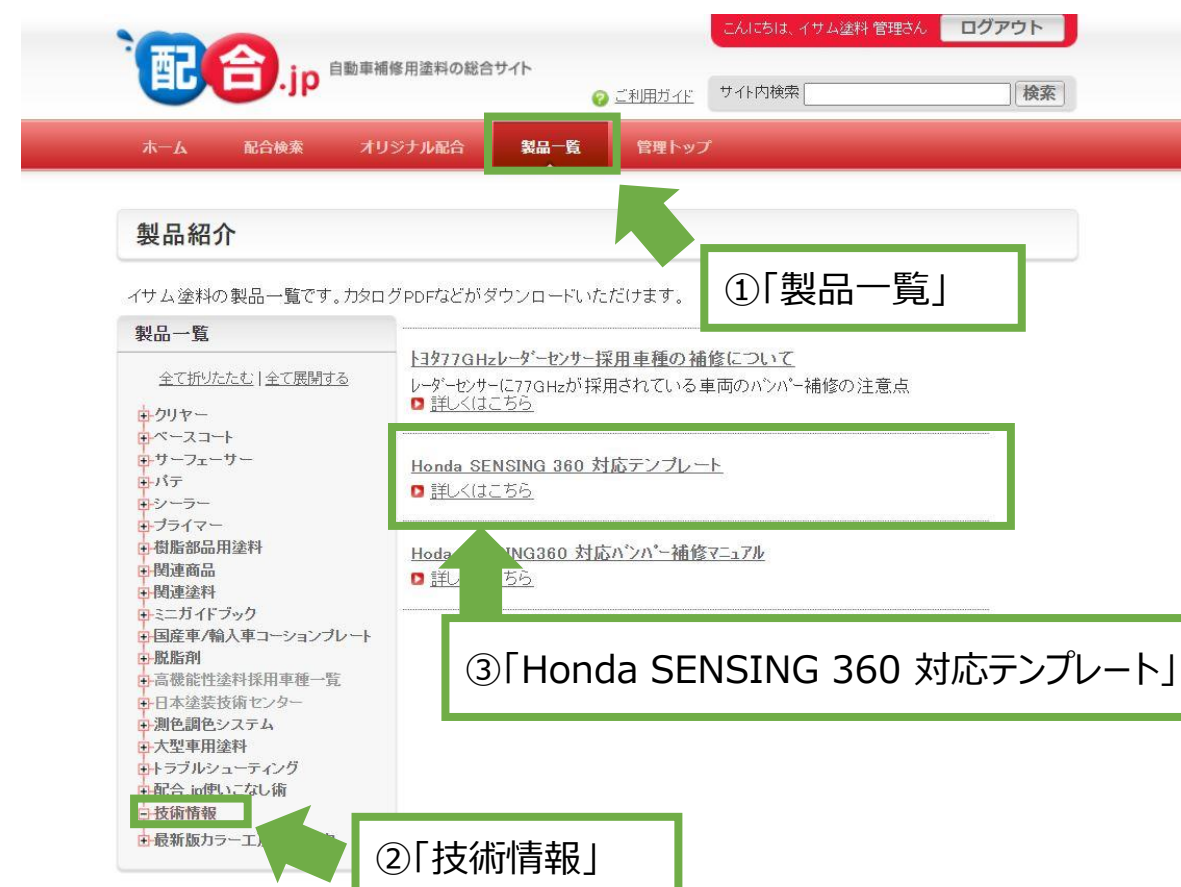 こんにちは、イサム塗料 管理さん ログアウト
配合.jp 自動車補修用塗料の総合サイト
ご利用ガイド サイト内検索 検索
ホーム 配合検索 オリジナル配合 製品一覧 管理トップ
製品紹介
①「製品一覧」
イサム塗料の製品一覧です。カタログPDFなどがダウンロードいただけます。
製品一覧
全て折りたたむ | 全て展開する
クリヤー
ベースコート
サーフェーサー
パテ
シーラー
プライマー
樹脂部品用塗料
関連商品
関連塗料
ミニガイドブック
国産車/輸入車コーションプレート
脱脂剤
高機能性塗料採用車種一覧
日本塗装技術センター
測色調色システム
大型車用塗料
トラブルシューティング
配合.jp使いこなし術
技術情報
最新版カラー
トヨタ77GHzレーダーセンサー採用車種の補修について
レーダーセンサーに77GHzが採用されている車両のバンパー補修の注意点
詳しくはこちら
Honda SENSING 360 対応テンプレート
詳しくはこちら
Hoda ING360 対応バンパー補修マニュアル
詳し ちら
③「Honda SENSING 360 対応テンプレート」
②「技術情報」